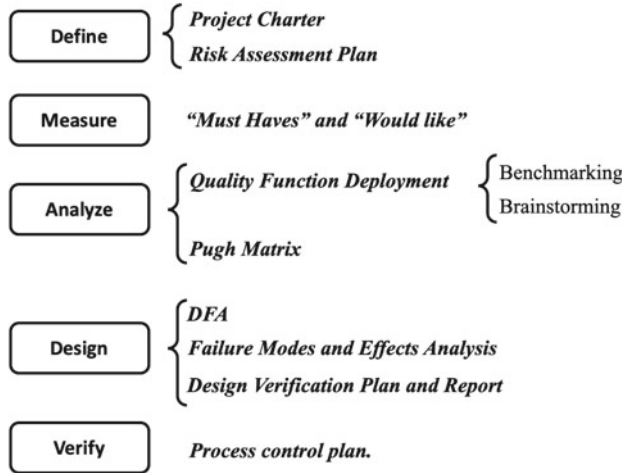 Define
Project Charter
Risk Assessment Plan
Measure
“Must Haves” and “Would like”
Analyze
Quality Function Deployment
Benchmarking
Brainstorming
Pugh Matrix
Design
DFA
Failure Modes and Effects Analysis
Design Verification Plan and Report
Verify
Process control plan.